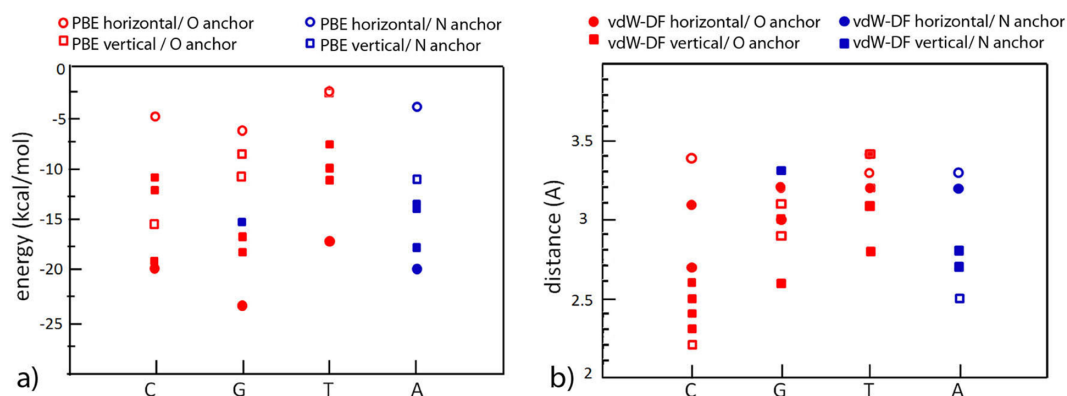 PBE horizontal/ O anchor
PBE vertical/ O anchor
PBE horizontal/ N anchor
PBE vertical/ N anchor
energy (kcal/mol)
0
-5
-10
-15
-20
-25
C G T A
a)
vdW-DF horizontal/ O anchor
vdW-DF vertical/ O anchor
vdW-DF horizontal/ N anchor
vdW-DF vertical/ N anchor
distance (A)
3.5
3
2.5
2
C G T A
b)